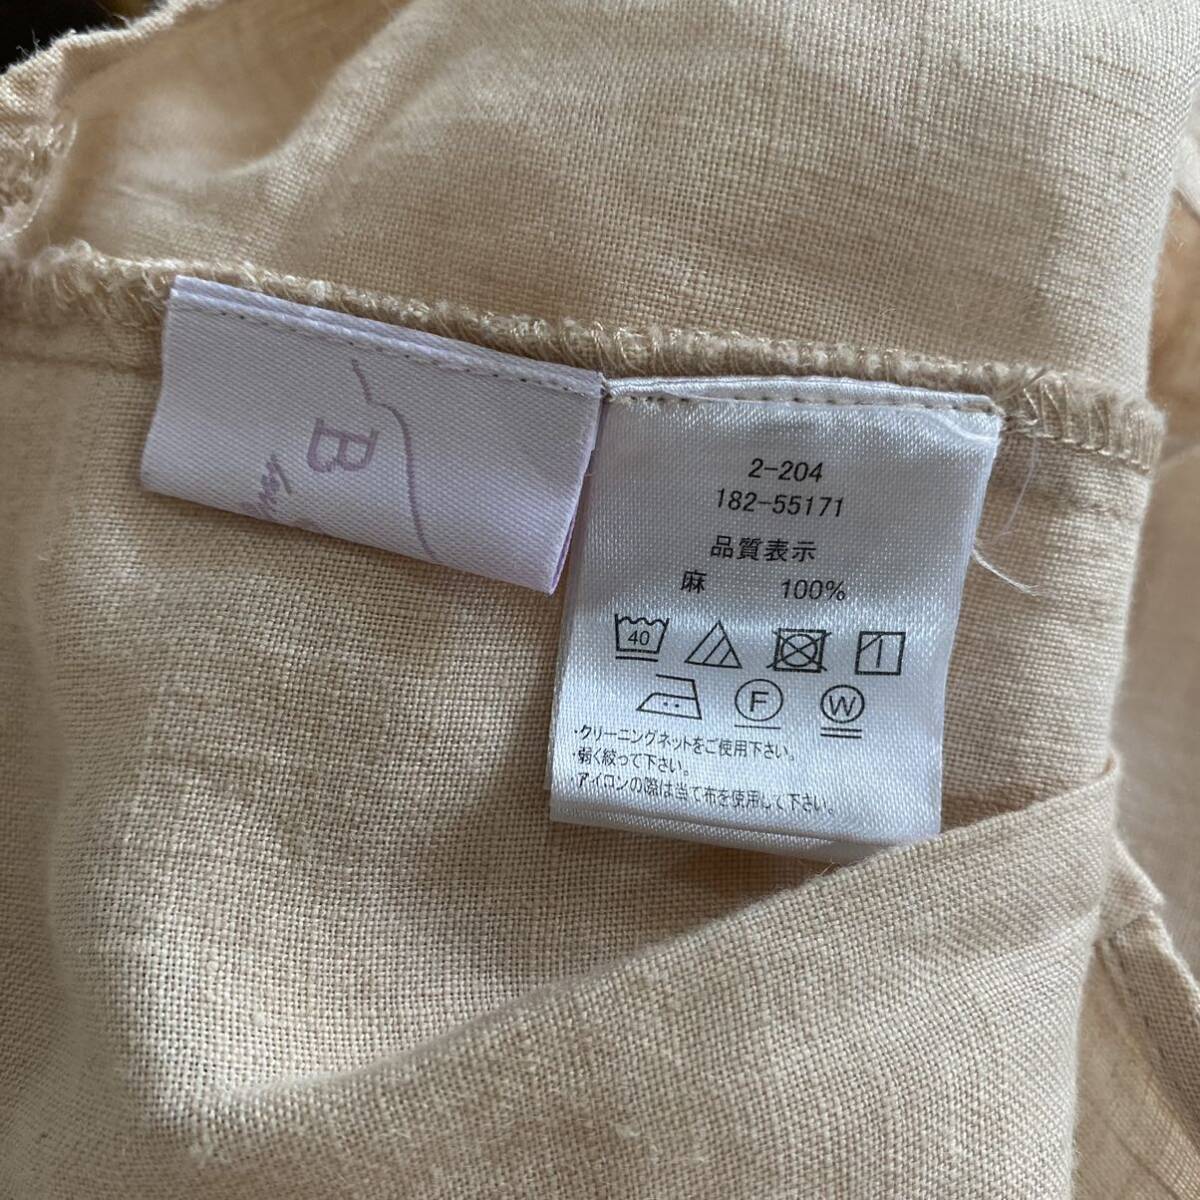 B
2-204
182-55171
品質表示
麻 100%
40
F W
・クリーニングネットをご使用下さい。
・弱く絞って下さい。
・アイロンの際は当て布を使用して下さい。